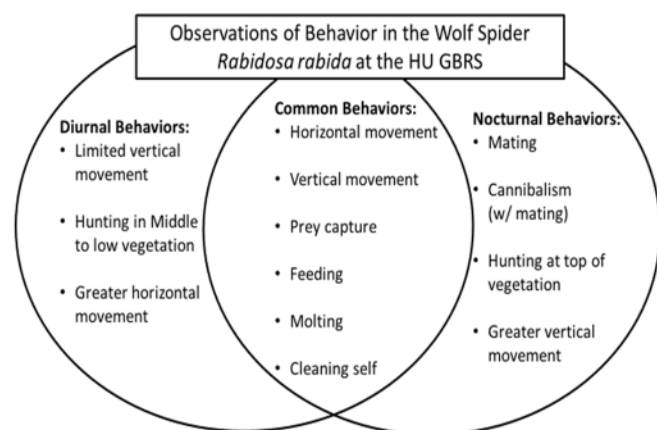 Observations of Behavior in the Wolf Spider
Rabidosa rabida at the HU GBRS
Diurnal Behaviors:
• Limited vertical
movement
• Hunting in Middle
to low vegetation
• Greater horizontal
movement
Common Behaviors:
• Horizontal movement
• Vertical movement
• Prey capture
• Feeding
• Molting
• Cleaning self
Nocturnal Behaviors:
• Mating
• Cannibalism
(w/ mating)
• Hunting at top of
vegetation
• Greater vertical
movement